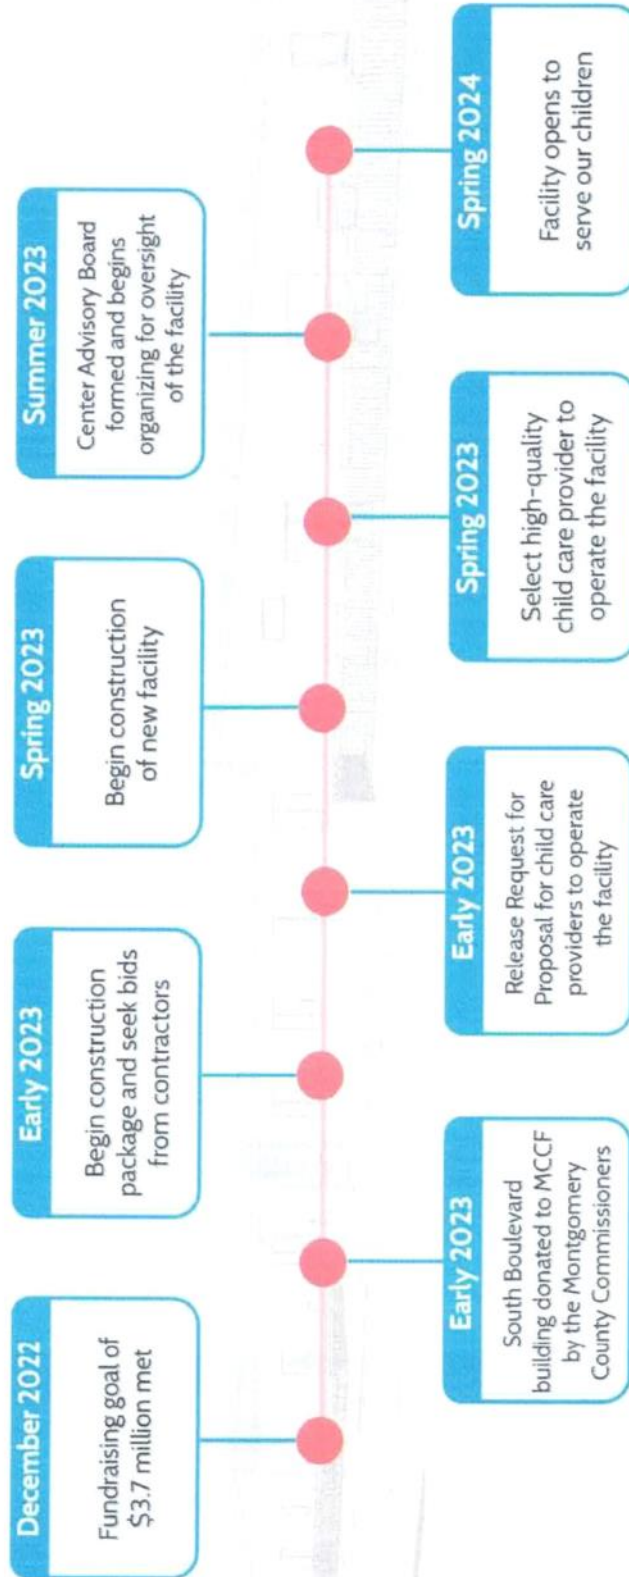 December 2022
Fundraising goal of
$3.7 million met
Early 2023
South Boulevard
building donated to MCCF
by the Montgomery
County Commissioners
Early 2023
Begin construction
package and seek bids
from contractors
Early 2023
Release Request for
Proposal for child care
providers to operate
the facility
Spring 2023
Begin construction
of new facility
Spring 2023
Select high-quality
child care provider to
operate the facility
Summer 2023
Center Advisory Board
formed and begins
organizing for oversight
of the facility
Spring 2024
Facility opens to
serve our children